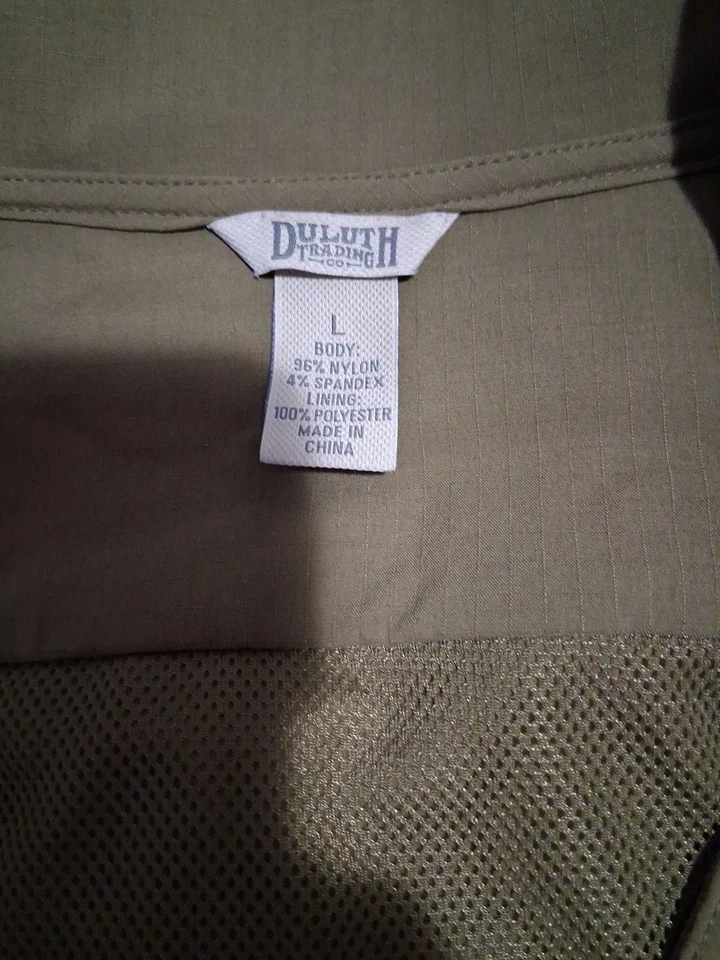 DULUTH
TRADING
CO
L
BODY:
96% NYLON
4% SPANDEX
LINING:
100% POLYESTER
MADE IN
CHINA